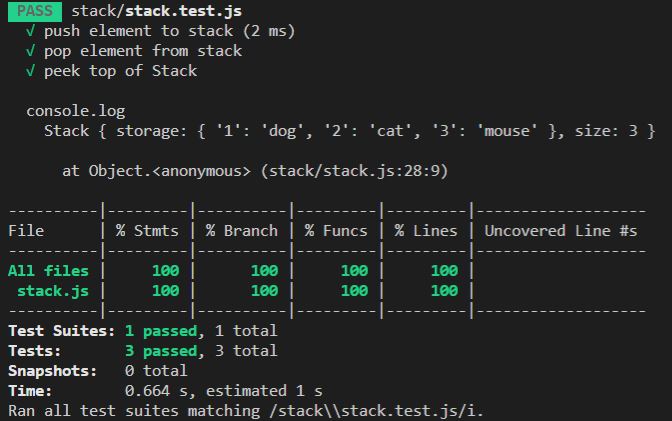 PASS stack/stack.test.js
√ push element to stack (2 ms)
√ pop element from stack
√ peek top of Stack
console.log
Stack { storage: { '1': 'dog', '2': 'cat', '3': 'mouse' }, size: 3 }
at Object.<anonymous> (stack/stack.js:28:9)
----------|---------|----------|---------|---------|-------------------
File      | % Stmts | % Branch | % Funcs | % Lines | Uncovered Line #s
----------|---------|----------|---------|---------|-------------------
All files |     100 |      100 |     100 |     100 |
 stack.js |     100 |      100 |     100 |     100 |
----------|---------|----------|---------|---------|-------------------
Test Suites: 1 passed, 1 total
Tests:       3 passed, 3 total
Snapshots:   0 total
Time:        0.664 s, estimated 1 s
Ran all test suites matching /stack\\stack.test.js/i.